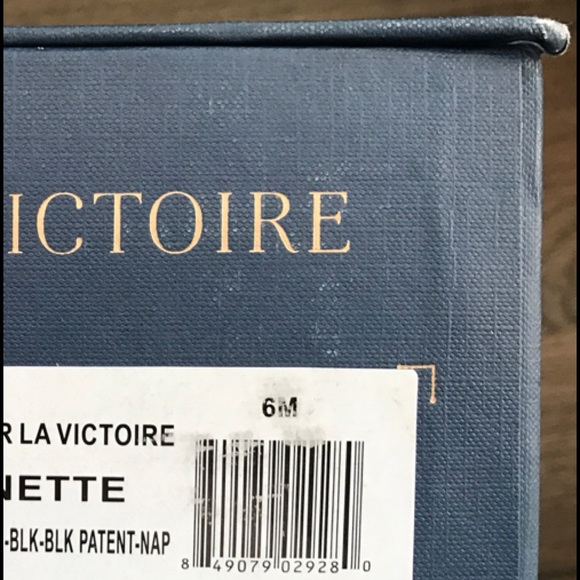 ICTOIRE
6M
R LA VICTOIRE
NETTE
-BLK-BLK PATENT-NAP
8 49079 02928 0